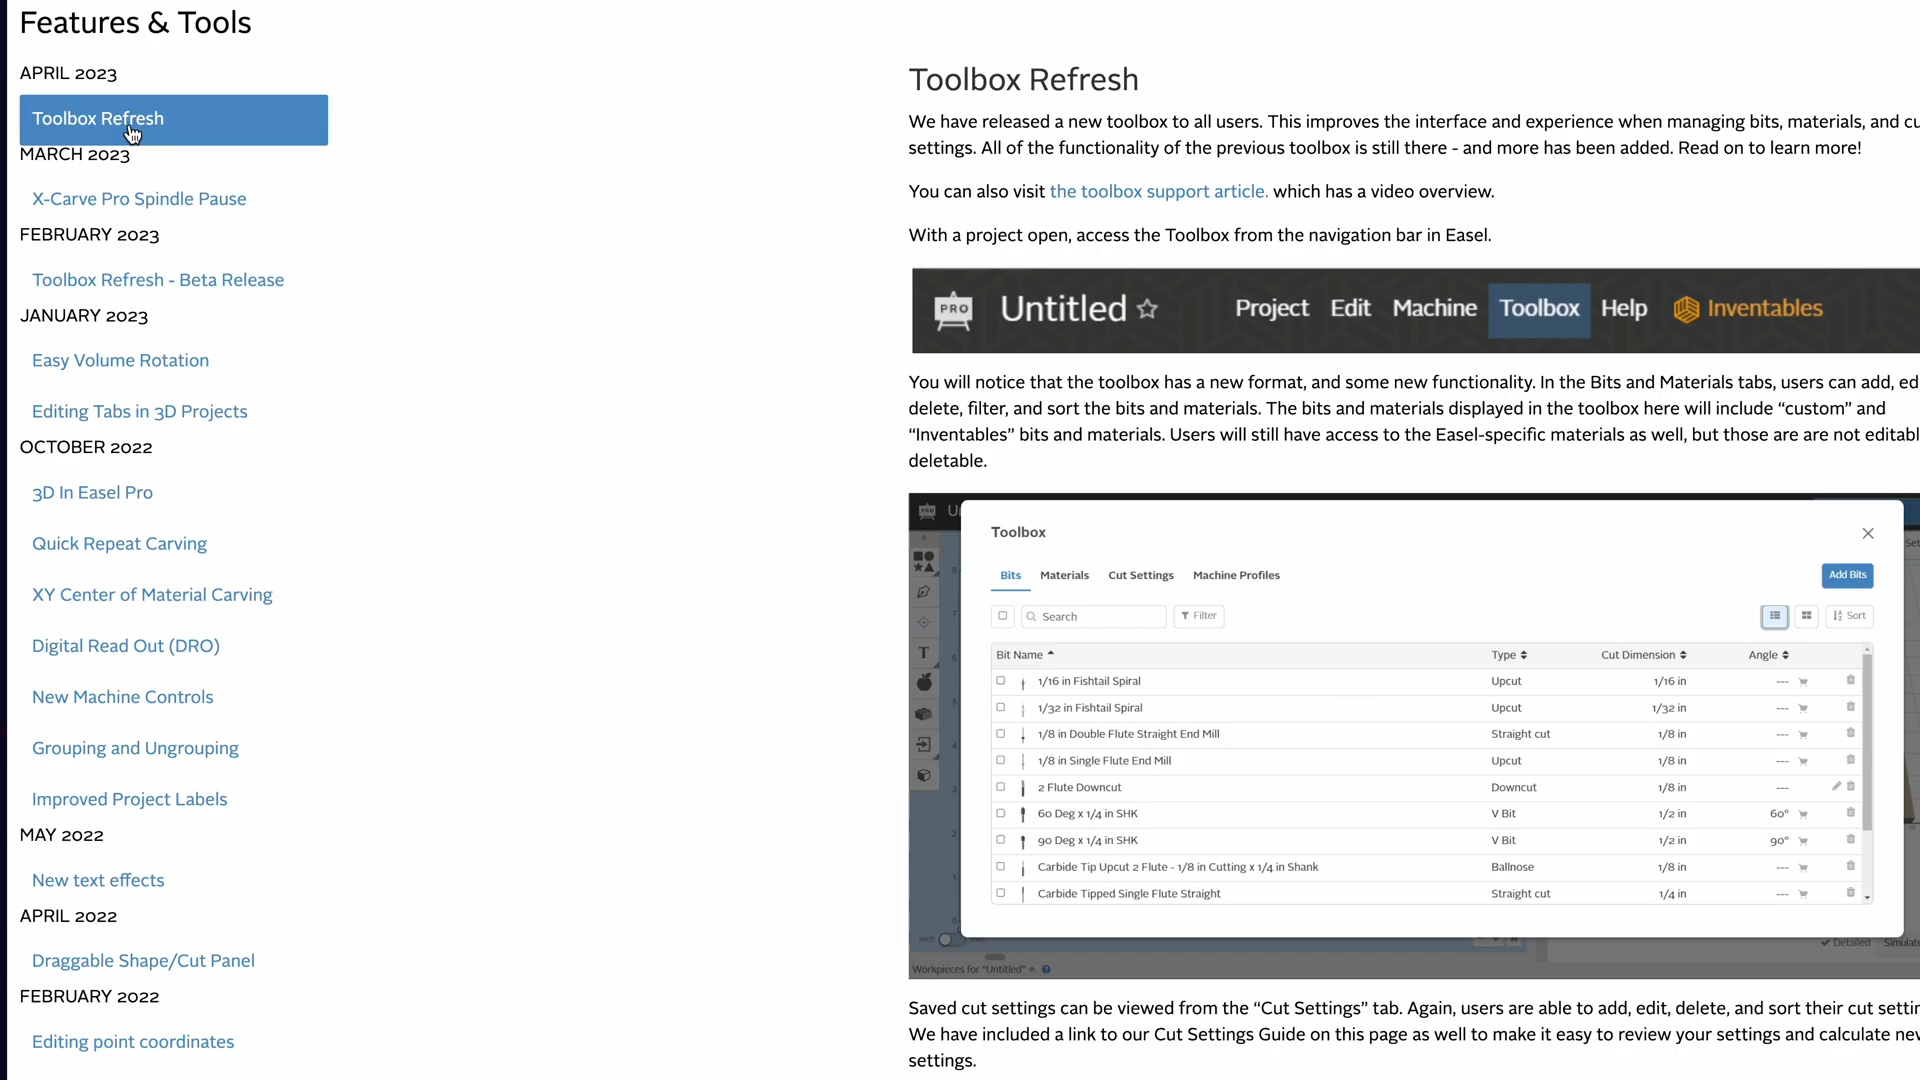 Features & Tools
APRIL 2023
Toolbox Refresh
MARCH 2023
X-Carve Pro Spindle Pause
FEBRUARY 2023
Toolbox Refresh - Beta Release
JANUARY 2023
Easy Volume Rotation
Editing Tabs in 3D Projects
OCTOBER 2022
3D In Easel Pro
Quick Repeat Carving
XY Center of Material Carving
Digital Read Out (DRO)
New Machine Controls
Grouping and Ungrouping
Improved Project Labels
MAY 2022
New text effects
APRIL 2022
Draggable Shape/Cut Panel
FEBRUARY 2022
Editing point coordinates
Toolbox Refresh
We have released a new toolbox to all users. This improves the interface and experience when managing bits, materials, and cu
settings. All of the functionality of the previous toolbox is still there - and more has been added. Read on to learn more!
You can also visit the toolbox support article. which has a video overview.
With a project open, access the Toolbox from the navigation bar in Easel.
PRO Untitled Project Edit Machine Toolbox Help Inventables
You will notice that the toolbox has a new format, and some new functionality. In the Bits and Materials tabs, users can add, ed
delete, filter, and sort the bits and materials. The bits and materials displayed in the toolbox here will include “custom” and
“Inventables” bits and materials. Users will still have access to the Easel-specific materials as well, but those are are not editabl
deletable.
Toolbox
Bits Materials Cut Settings Machine Profiles Add Bits
Search Filter Sort
Bit Name Type Cut Dimension Angle
1/16 in Fishtail Spiral Upcut 1/16 in ---
1/32 in Fishtail Spiral Upcut 1/32 in ---
1/8 in Double Flute Straight End Mill Straight cut 1/8 in ---
1/8 in Single Flute End Mill Upcut 1/8 in ---
2 Flute Downcut Downcut 1/8 in ---
60 Deg x 1/4 in SHK V Bit 1/2 in 60°
90 Deg x 1/4 in SHK V Bit 1/2 in 90°
Carbide Tip Upcut 2 Flute - 1/8 in Cutting x 1/4 in Shank Ballnose 1/8 in ---
Carbide Tipped Single Flute Straight Straight cut 1/4 in ---
inch
Detailed Simulate
Workpieces for “Untitled”
Saved cut settings can be viewed from the “Cut Settings” tab. Again, users are able to add, edit, delete, and sort their cut settin
We have included a link to our Cut Settings Guide on this page as well to make it easy to review your settings and calculate new
settings.